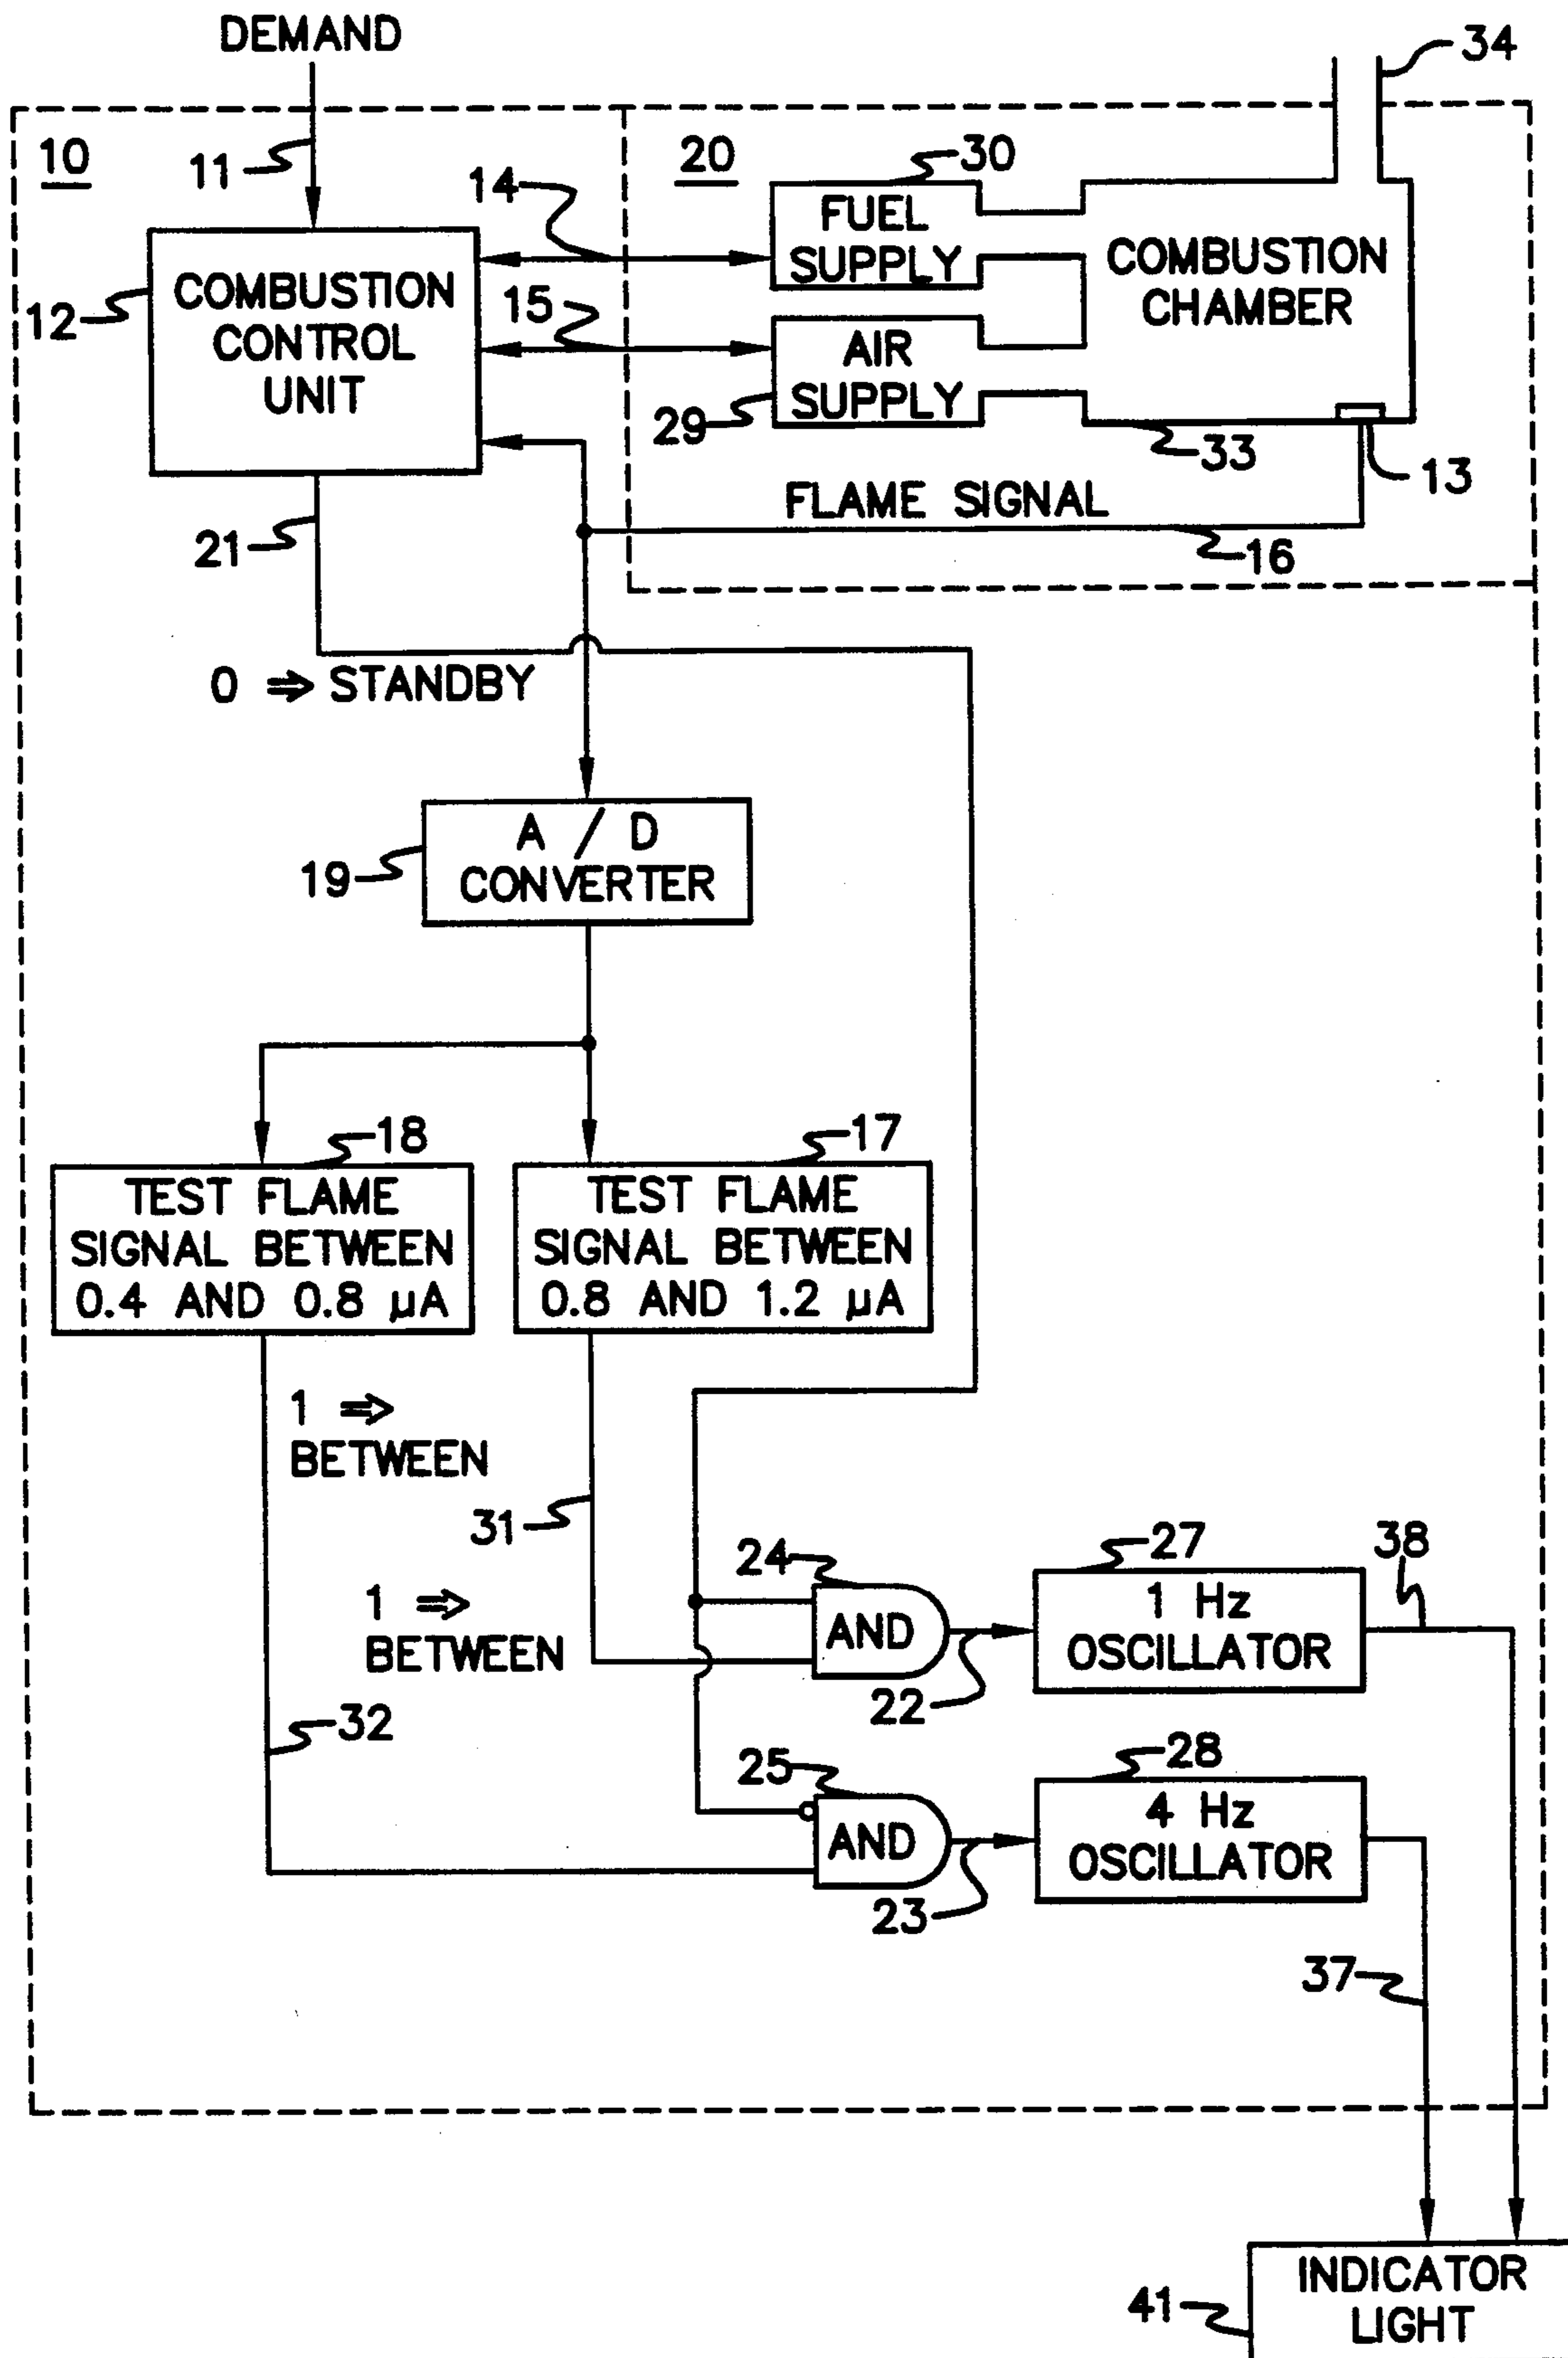 DEMAND
34
10
11
20
30
14
FUEL
SUPPLY
COMBUSTION
CHAMBER
12
COMBUSTION
CONTROL
UNIT
15
AIR
SUPPLY
29
33
13
FLAME SIGNAL
21
16
0 ⇒ STANDBY
A / D
CONVERTER
19
18
17
TEST FLAME
SIGNAL BETWEEN
0.4 AND 0.8 µA
TEST FLAME
SIGNAL BETWEEN
0.8 AND 1.2 µA
1 ⇒
BETWEEN
31
24
27
38
1 ⇒
BETWEEN
AND
1 Hz
OSCILLATOR
22
32
25
28
AND
4 Hz
OSCILLATOR
23
37
INDICATOR
LIGHT
41